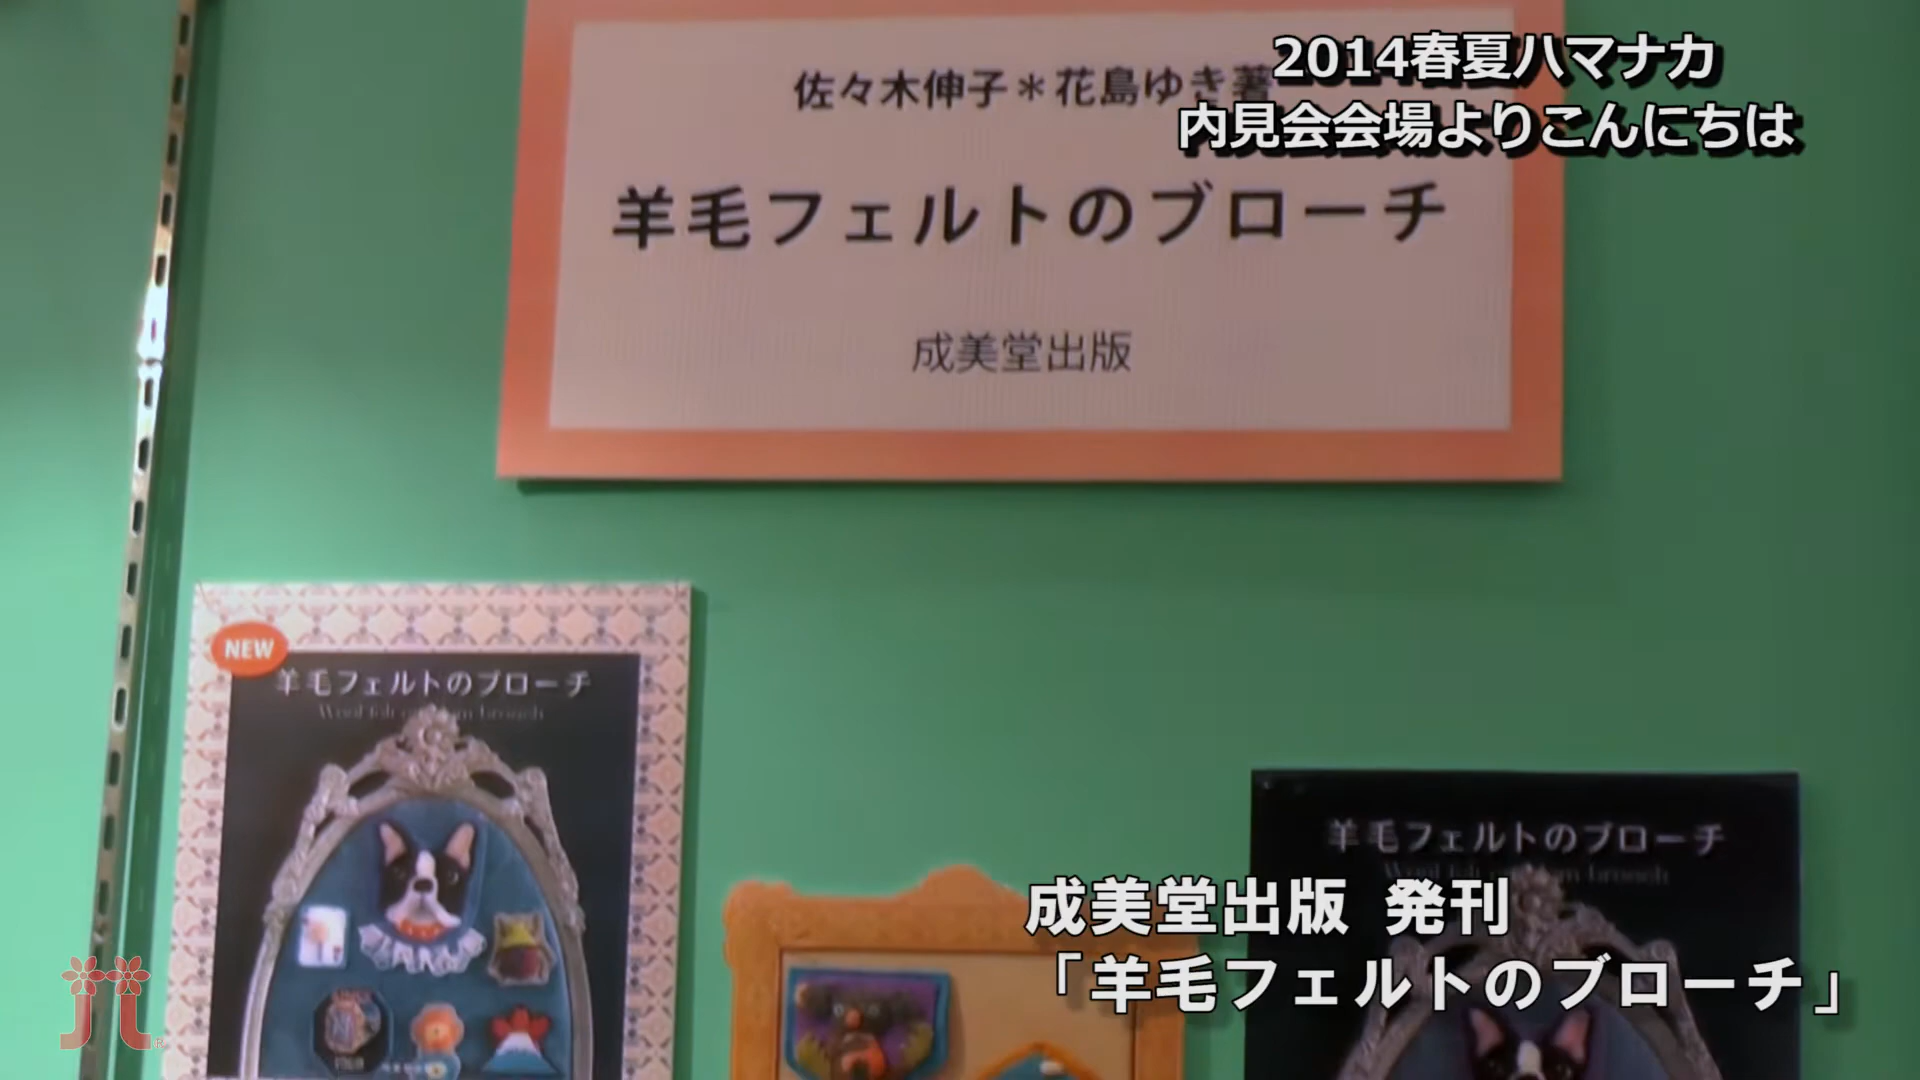 2014春夏ハマナカ
内見会会場よりこんにちは
佐々木伸子＊花島ゆき著
羊毛フェルトのブローチ
成美堂出版
NEW
羊毛フェルトのブローチ
羊毛フェルトのブローチ
成美堂出版 発刊
「羊毛フェルトのブローチ」